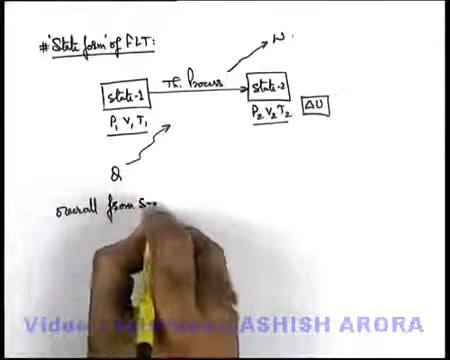 # 'State form' of FLT:
W.
Th. Process
State-1
State-2
P₁ V₁ T₁
P₂ V₂ T₂
ΔU
Q
overall from S-
ASHISH ARORA